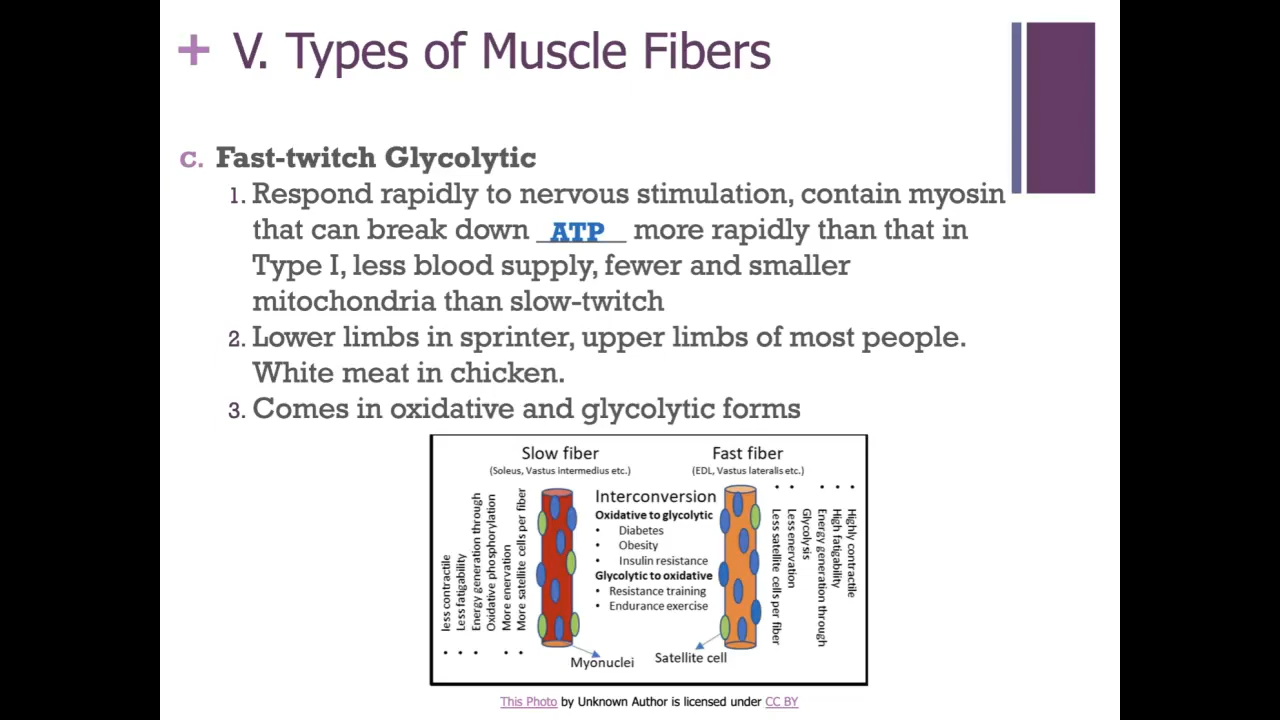 + V. Types of Muscle Fibers
C. Fast-twitch Glycolytic
1. Respond rapidly to nervous stimulation, contain myosin
that can break down __ATP__ more rapidly than that in
Type I, less blood supply, fewer and smaller
mitochondria than slow-twitch
2. Lower limbs in sprinter, upper limbs of most people.
White meat in chicken.
3. Comes in oxidative and glycolytic forms
Slow fiber
(Soleus, Vastus intermedius etc.)
• less contractile
• Less fatigability
• Energy generation through
Oxidative phosphorylation
• More enervation
• More satellite cells per fiber
Interconversion
Oxidative to glycolytic
• Diabetes
• Obesity
• Insulin resistance
Glycolytic to oxidative
• Resistance training
• Endurance exercise
Fast fiber
(EDL, Vastus lateralis etc.)
• Highly contractile
• High fatigability
• Energy generation through
Glycolysis
• Less enervation
• Less satellite cells per fiber
Myonuclei
Satellite cell
This Photo by Unknown Author is licensed under CC BY